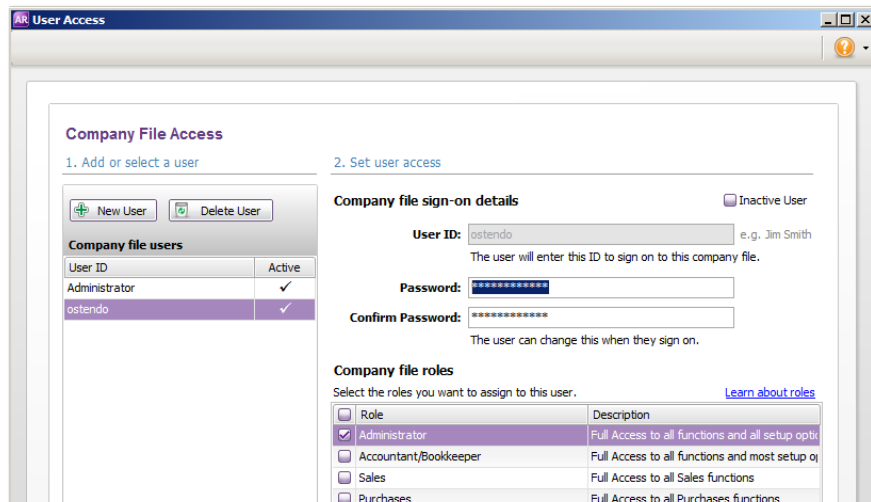 AR User Access
Company File Access
1. Add or select a user
2. Set user access
New User
Delete User
Company file users
User ID Active
Administrator
ostendo
Company file sign-on details
Inactive User
User ID: ostendo e.g. Jim Smith
The user will enter this ID to sign on to this company file.
Password: ************
Confirm Password: ************
The user can change this when they sign on.
Company file roles
Select the roles you want to assign to this user. Learn about roles
Role Description
Administrator Full Access to all functions and all setup optic
Accountant/Bookkeeper Full Access to all functions and most setup op
Sales Full Access to all Sales functions
Purchases Full Access to all Purchases functions